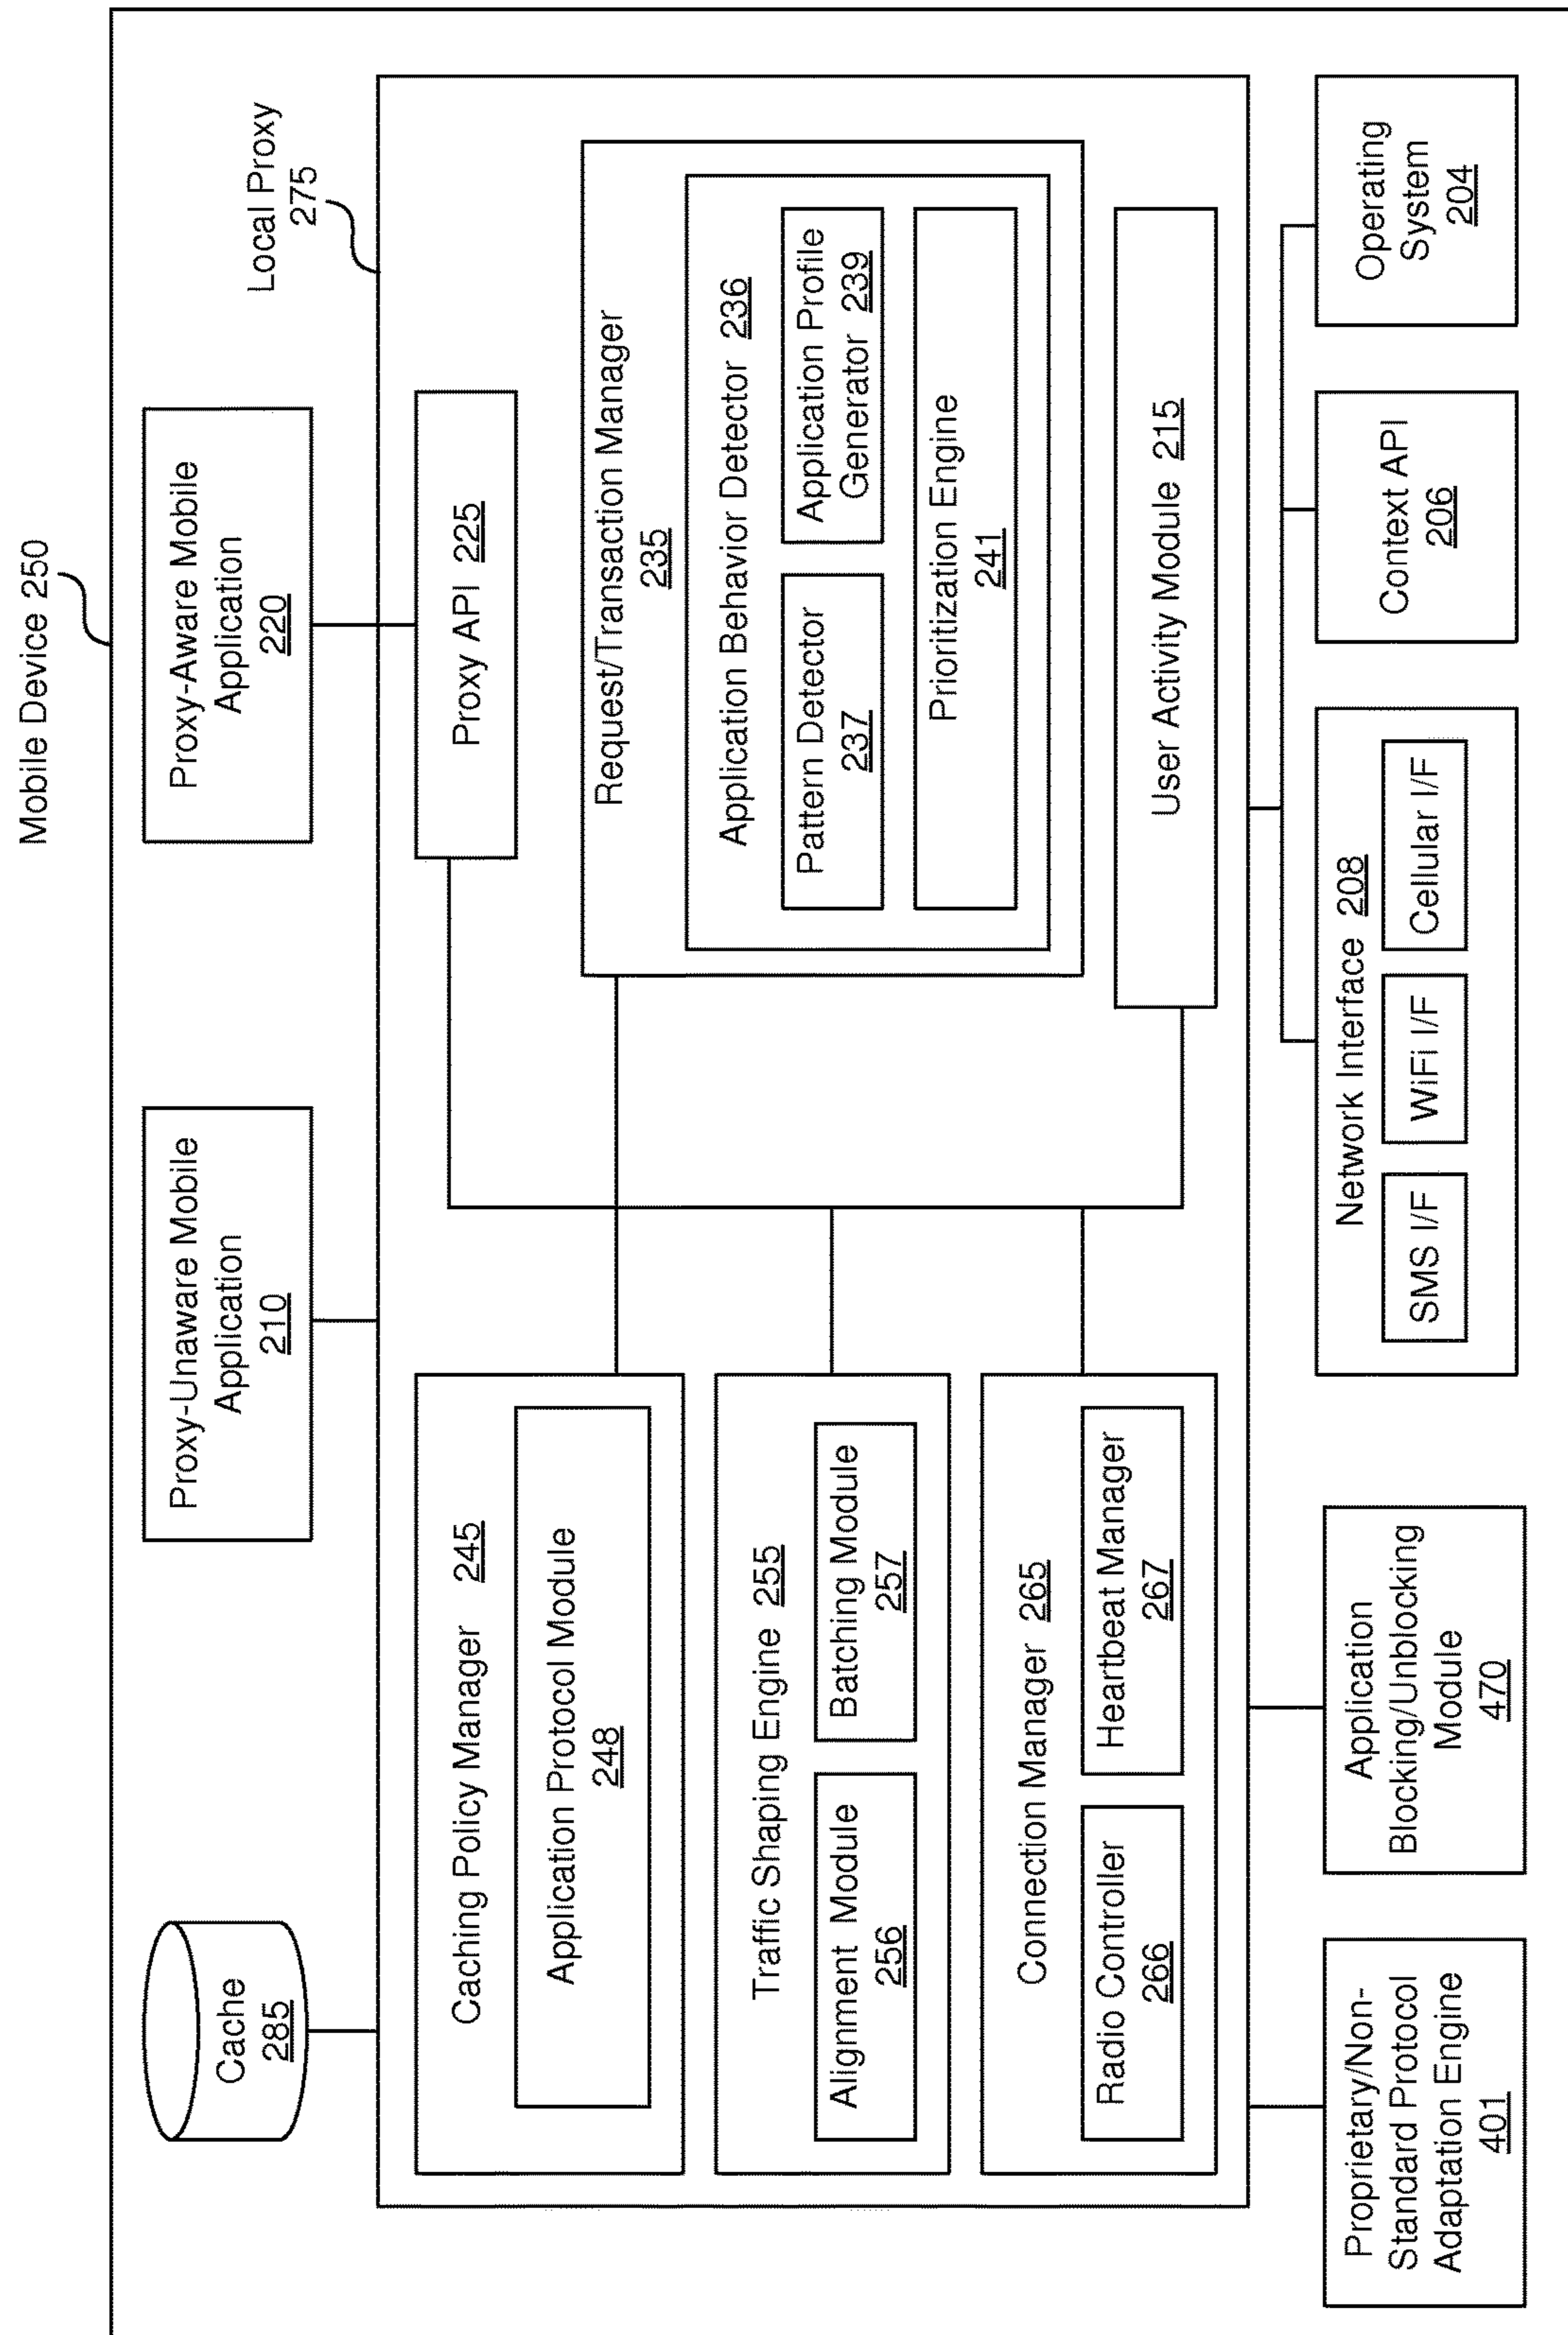 Mobile Device 250
Local Proxy
275
Cache
285
Proxy-Unaware Mobile
Application
210
Proxy-Aware Mobile
Application
220
Caching Policy Manager 245
Application Protocol Module
248
Traffic Shaping Engine 255
Alignment Module
256
Batching Module
257
Connection Manager 265
Radio Controller
266
Heartbeat Manager
267
Proxy API 225
Request/Transaction Manager
235
Application Behavior Detector 236
Pattern Detector
237
Application Profile
Generator 239
Prioritization Engine
241
User Activity Module 215
Proprietary/Non-
Standard Protocol
Adaptation Engine
401
Application
Blocking/Unblocking
Module
470
Network Interface 208
SMS I/F
WiFi I/F
Cellular I/F
Context API
206
Operating
System
204